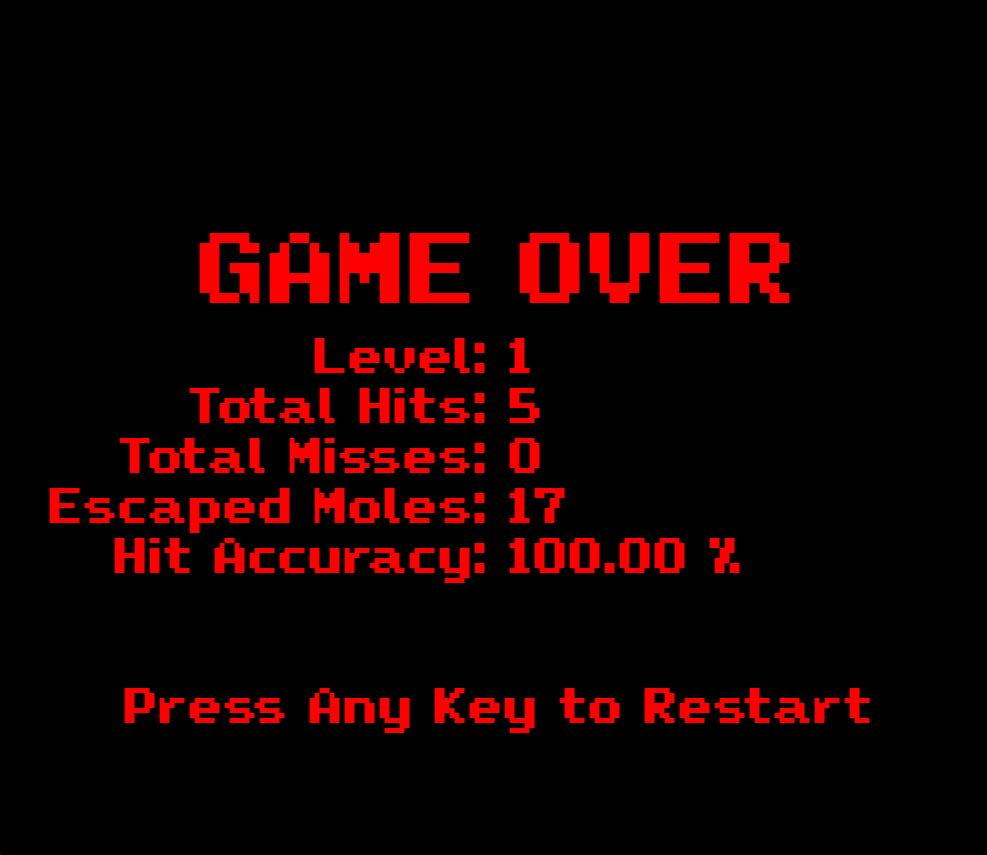 GAME OVER
Level: 1
Total Hits: 5
Total Misses: 0
Escaped Moles: 17
Hit Accuracy: 100.00 %
Press Any Key to Restart